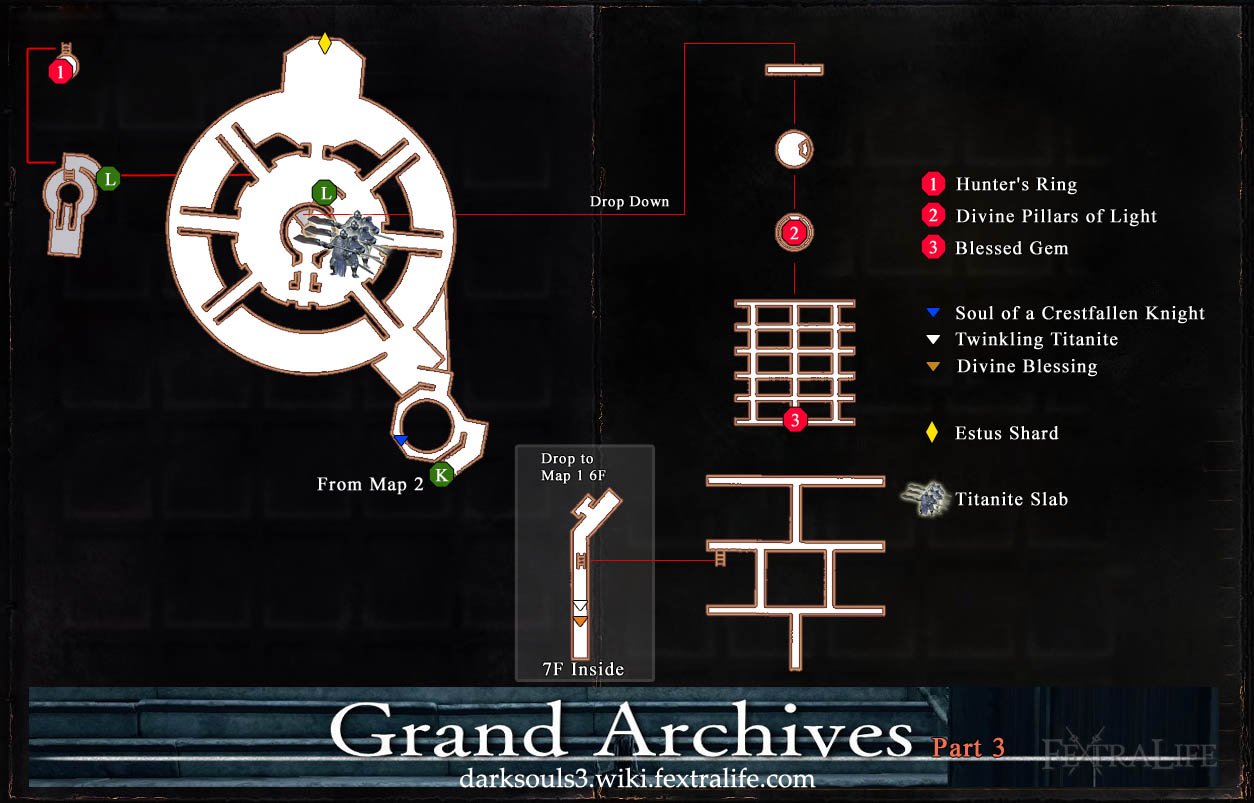 1
L
L
Drop Down
2
3
1 Hunter's Ring
2 Divine Pillars of Light
3 Blessed Gem
Soul of a Crestfallen Knight
Twinkling Titanite
Divine Blessing
Estus Shard
Titanite Slab
From Map 2 K
Drop to
Map 1 6F
7F Inside
Grand Archives Part 3
FEXTRALIFE
darksouls3.wiki.fextralife.com